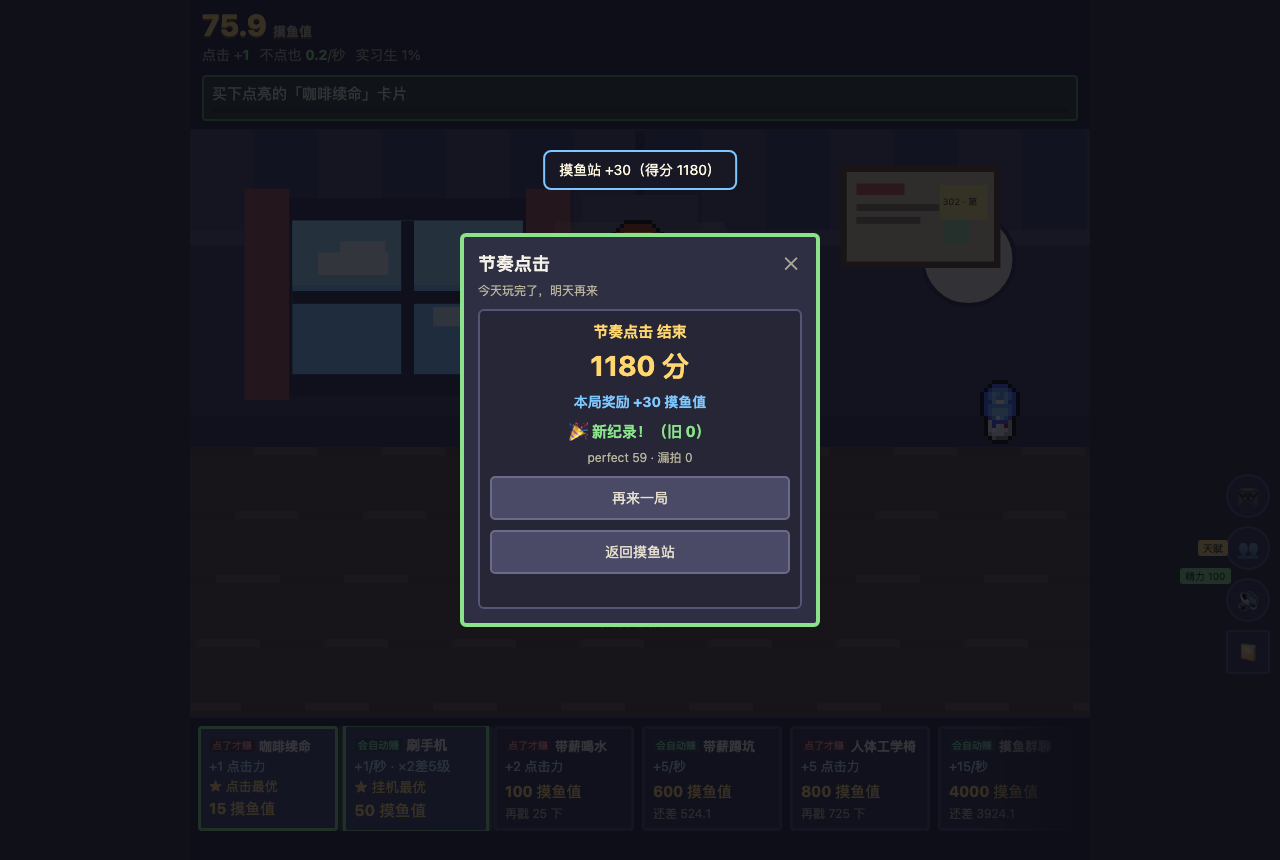 75.9 摸鱼值
点击 +1 不点也 0.2/秒 实习生 1%
买下点亮的「咖啡续命」卡片
摸鱼站 +30（得分 1180）
302 · 第
节奏点击
今天玩完了，明天再来
节奏点击 结束
1180 分
本局奖励 +30 摸鱼值
🎉 新纪录！（旧 0）
perfect 59 · 漏拍 0
再来一局
返回摸鱼站
天赋
精力 100
点了才赚 咖啡续命
+1 点击力
★ 点击最优
15 摸鱼值
会自动赚 刷手机
+1/秒 · ×2差5级
★ 挂机最优
50 摸鱼值
点了才赚 带薪喝水
+2 点击力
100 摸鱼值
再戳 25 下
会自动赚 带薪蹲坑
+5/秒
600 摸鱼值
还差 524.1
点了才赚 人体工学椅
+5 点击力
800 摸鱼值
再戳 725 下
会自动赚 摸鱼群聊
+15/秒
4000 摸鱼值
还差 3924.1